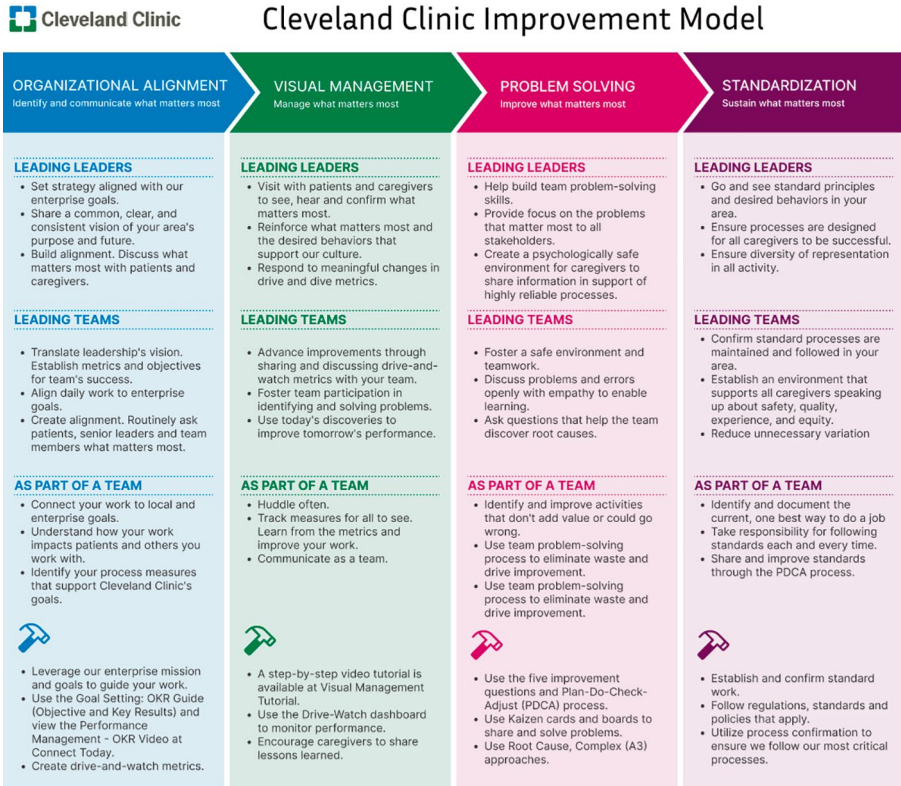 Cleveland Clinic
Cleveland Clinic Improvement Model
ORGANIZATIONAL ALIGNMENT
Identify and communicate what matters most
VISUAL MANAGEMENT
Manage what matters most
PROBLEM SOLVING
Improve what matters most
STANDARDIZATION
Sustain what matters most
LEADING LEADERS
• Set strategy aligned with our
enterprise goals.
• Share a common, clear, and
consistent vision of your area's
purpose and future.
• Build alignment. Discuss what
matters most with patients and
caregivers.
LEADING TEAMS
• Translate leadership's vision.
Establish metrics and objectives
for team's success.
• Align daily work to enterprise
goals.
• Create alignment. Routinely ask
patients, senior leaders and team
members what matters most.
AS PART OF A TEAM
• Connect your work to local and
enterprise goals.
• Understand how your work
impacts patients and others you
work with.
• Identify your process measures
that support Cleveland Clinic's
goals.
• Leverage our enterprise mission
and goals to guide your work.
• Use the Goal Setting: OKR Guide
(Objective and Key Results) and
view the Performance
Management - OKR Video at
Connect Today.
• Create drive-and-watch metrics.
LEADING LEADERS
• Visit with patients and caregivers
to see, hear and confirm what
matters most.
• Reinforce what matters most and
the desired behaviors that
support our culture.
• Respond to meaningful changes in
drive and dive metrics.
LEADING TEAMS
• Advance improvements through
sharing and discussing drive-and-
watch metrics with your team.
• Foster team participation in
identifying and solving problems.
• Use today's discoveries to
improve tomorrow's performance.
AS PART OF A TEAM
• Huddle often.
• Track measures for all to see.
Learn from the metrics and
improve your work.
• Communicate as a team.
• A step-by-step video tutorial is
available at Visual Management
Tutorial.
• Use the Drive-Watch dashboard
to monitor performance.
• Encourage caregivers to share
lessons learned.
LEADING LEADERS
• Help build team problem-solving
skills.
• Provide focus on the problems
that matter most to all
stakeholders.
• Create a psychologically safe
environment for caregivers to
share information in support of
highly reliable processes.
LEADING TEAMS
• Foster a safe environment and
teamwork.
• Discuss problems and errors
openly with empathy to enable
learning.
• Ask questions that help the team
discover root causes.
AS PART OF A TEAM
• Identify and improve activities
that don't add value or could go
wrong.
• Use team problem-solving
process to eliminate waste and
drive improvement.
• Use team problem-solving
process to eliminate waste and
drive improvement.
• Use the five improvement
questions and Plan-Do-Check-
Adjust (PDCA) process.
• Use Kaizen cards and boards to
share and solve problems.
• Use Root Cause, Complex (A3)
approaches.
LEADING LEADERS
• Go and see standard principles
and desired behaviors in your
area.
• Ensure processes are designed
for all caregivers to be successful.
• Ensure diversity of representation
in all activity.
LEADING TEAMS
• Confirm standard processes are
maintained and followed in your
area.
• Establish an environment that
supports all caregivers speaking
up about safety, quality,
experience, and equity.
• Reduce unnecessary variation
AS PART OF A TEAM
• Identify and document the
current, one best way to do a job
• Take responsibility for following
standards each and every time.
• Share and improve standards
through the PDCA process.
• Establish and confirm standard
work.
• Follow regulations, standards and
policies that apply.
• Utilize process confirmation to
ensure we follow our most critical
processes.